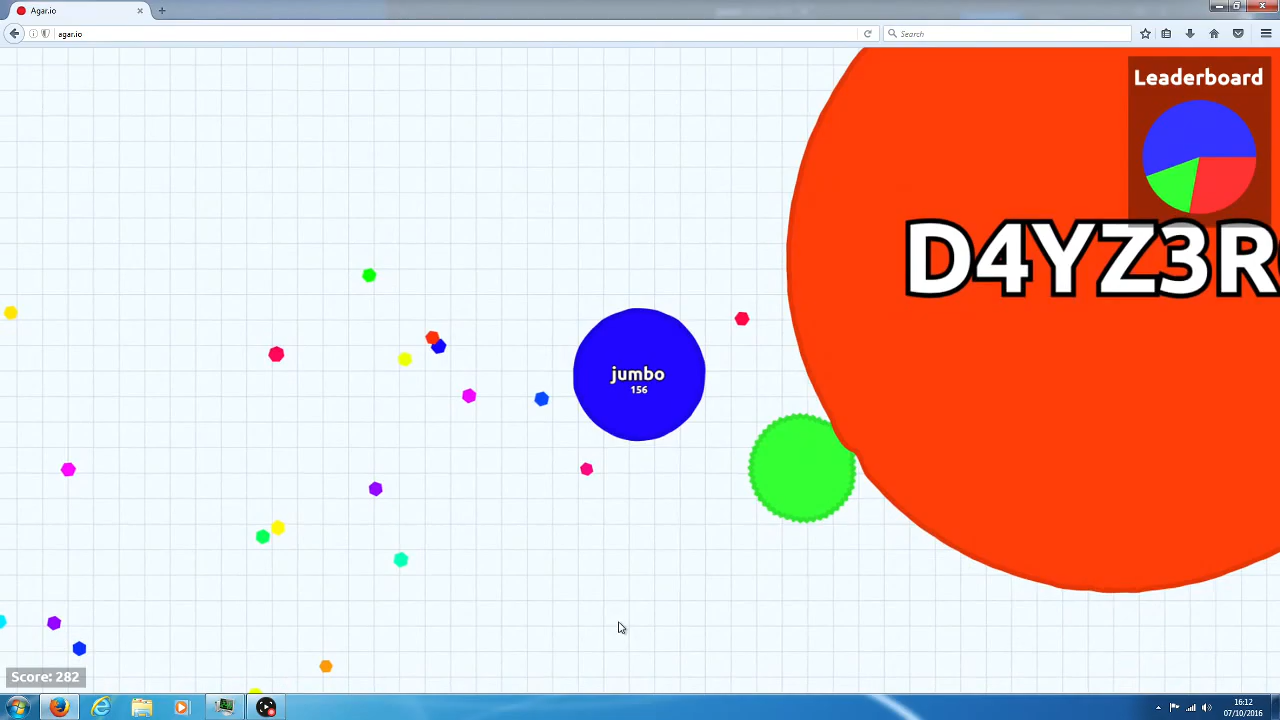 Agar.io
agar.io
Search
Leaderboard
D4YZ3R
jumbo
156
Score: 282
16:12
07/10/2016